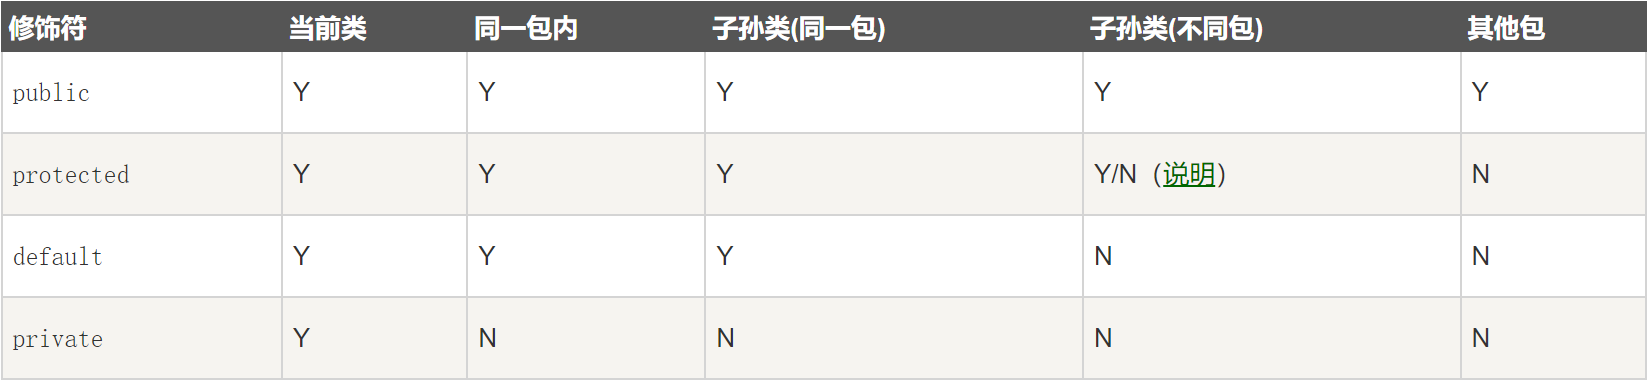 修饰符 当前类 同一包内 子孙类(同一包) 子孙类(不同包) 其他包
public Y Y Y Y Y
protected Y Y Y Y/N（说明） N
default Y Y Y N N
private Y N N N N